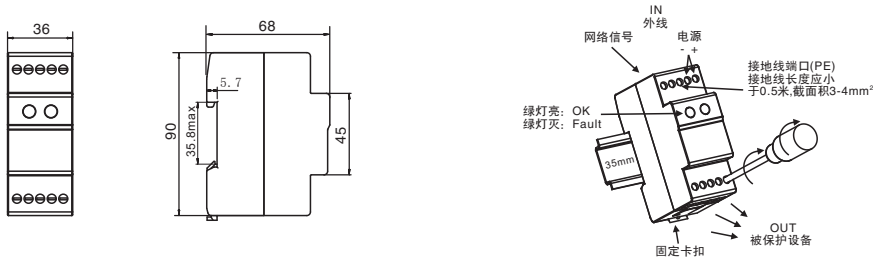 36
68
5.7
90
35.8max
45
IN
外线
网络信号
电源
- +
接地线端口(PE)
接地线长度应小
于0.5米,截面积3-4mm²
绿灯亮: OK
绿灯灭: Fault
35mm
OUT
被保护设备
固定卡扣